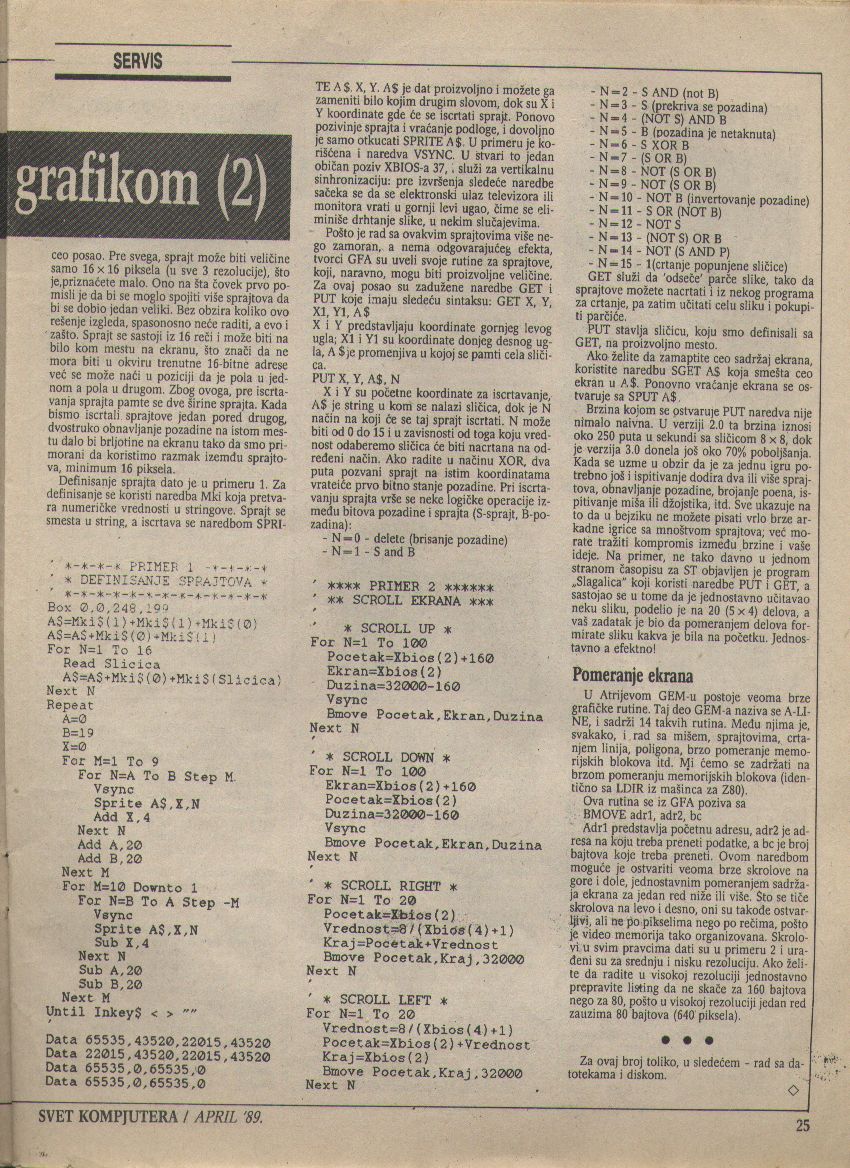 SERVIS
grafikom (2)
ceo posao. Pre svega, sprajt može biti veličine
samo 16×16 piksela (u sve 3 rezolucije), što
je,priznaćete malo. Ono na šta čovek prvo po-
misli je da bi se moglo spojiti više sprajtova da
bi se dobio jedan veliki. Bez obzira koliko ovo
rešenje izgleda, spasonosno neće raditi, a evo i
zašto. Sprajt se sastoji iz 16 reči i može biti na
bilo kom mestu na ekranu, što znači da ne
mora biti u okviru trenutne 16-bitne adrese
već se može naći u poziciji da je pola u jed-
nom a pola u drugom. Zbog ovoga, pre iscrta-
vanja sprajta pamte se dve širine sprajta. Kada
bismo iscrtali sprajtove jedan pored drugog,
dvostruko obnavljanje pozadine na istom mes-
tu dalo bi brljotine na ekranu tako da smo pri-
morani da koristimo razmak izemđu sprajto-
va, minimum 16 piksela.
Definisanje sprajta dato je u primeru 1. Za
definisanje se koristi naredba Mki koja pretva-
ra numeričke vrednosti u stringove. Sprajt se
smesta u string, a iscrtava se naredbom SPRI-
' *-*-*-*-* PRIMER 1 -*-*-*-*
' * DEFINISANJE SPRAJTOVA *
' *-*-*-*-*-*-*-*-*-*-*-*-*
Box 0,0,248,199
A$=Mki$(1)+Mki$(1)+Mki$(0)
A$=A$+Mki$(0)+Mki$(1)
For N=1 To 16
Read Slicica
A$=A$+Mki$(0)+Mki$(Slicica)
Next N
Repeat
A=0
B=19
X=0
For M=1 To 9
For N=A To B Step M
Vsync
Sprite A$,X,N
Add X,4
Next N
Add A,20
Add B,20
Next M
For M=10 Downto 1
For N=B To A Step -M
Vsync
Sprite A$,X,N
Sub X,4
Next N
Sub A,20
Sub B,20
Next M
Until Inkey$ < > ""
'
Data 65535,43520,22015,43520
Data 22015,43520,22015,43520
Data 65535,0,65535,0
Data 65535,0,65535,0
TE A$. X, Y. A$ je dat proizvoljno i možete ga
zameniti bilo kojim drugim slovom, dok su X i
Y koordinate gde će se iscrtati sprajt. Ponovo
pozivinje sprajta i vraćanje podloge, i dovoljno
je samo otkucati SPRITE A$. U primeru je ko-
rišćena i naredva VSYNC. U stvari to jedan
običan poziv XBIOS-a 37, služi za vertikalnu
sinhronizaciju: pre izvršenja sledeće naredbe
sačeka se da se elektronski ulaz televizora ili
monitora vrati u gornji levi ugao, čime se eli-
miniše drhtanje slike, u nekim slučajevima.
Pošto je rad sa ovakvim sprajtovima više ne-
go zamoran, a nema odgovarajućeg efekta,
tvorci GFA su uveli svoje rutine za sprajtove,
koji, naravno, mogu biti proizvoljne veličine.
Za ovaj posao su zadužene naredbe GET i
PUT koje imaju sledeću sintaksu: GET X, Y,
X1, Y1, A$
X i Y predstavljaju koordinate gornjeg levog
ugla; X1 i Y1 su koordinate donjeg desnog ug-
la, A $je promenjiva u kojoj se pamti cela sliči-
ca.
PUT X, Y, A$, N
X i Y su početne koordinate za iscrtavanje,
A$ je string u kom se nalazi sličica, dok je N
način na koji će se taj sprajt iscrtati. N može
biti od 0 do 15 i u zavisnosti od toga koju vred-
nost odaberemo sličica će biti nacrtana na od-
ređeni način. Ako radite u načinu XOR, dva
puta pozvani sprajt na istim koordinatama
vratićе prvo bitno stanje pozadine. Pri iscrta-
vanju sprajta vrše se neke logičke operacije iz-
među bitova pozadine i sprajta (S-sprajt, B-po-
zadina):
- N=0 - delete (brisanje pozadine)
- N=1 - S and B
' **** PRIMER 2 ******
' ** SCROLL EKRANA ***
'
' * SCROLL UP *
For N=1 To 100
Pocetak=Xbios(2)+160
Ekran=Xbios(2)
Duzina=32000-160
Vsync
Bmove Pocetak,Ekran,Duzina
Next N
'
' * SCROLL DOWN *
For N=1 To 100
Ekran=Xbios(2)+160
Pocetak=Xbios(2)
Duzina=32000-160
Vsync
Bmove Pocetak,Ekran,Duzina
Next N
'
' * SCROLL RIGHT *
For N=1 To 20
Pocetak=Xbios(2)
Vrednost=8/(Xbios(4)+1)
Kraj=Pocetak+Vrednost
Bmove Pocetak,Kraj,32000
Next N
'
' * SCROLL LEFT *
For N=1 To 20
Vrednost=8/(Xbios(4)+1)
Pocetak=Xbios(2)+Vrednost
Kraj=Xbios(2)
Bmove Pocetak,Kraj,32000
Next N
- N=2 - S AND (not B)
- N=3 - S (prekriva se pozadina)
- N=4 - (NOT S) AND B
- N=5 - B (pozadina je netaknuta)
- N=6 - S XOR B
- N=7 - (S OR B)
- N=8 - NOT (S OR B)
- N=9 - NOT (S OR B)
- N=10 - NOT B (invertovanje pozadine)
- N=11 - S OR (NOT B)
- N=12 - NOT S
- N=13 - (NOT S) OR B
- N=14 - NOT (S AND P)
- N=15 - 1(crtanje popunjene sličice)
GET služi da 'odseče' parče slike, tako da
sprajtove možete nacrtati i iz nekog programa
za crtanje, pa zatim učitati celu sliku i pokupi-
ti parčiće.
PUT stavlja sličicu, koju smo definisali sa
GET, na proizvoljno mesto.
Ako želite da zamaptite ceo sadržaj ekrana,
koristite naredbu SGET A$ koja smešta ceo
ekran u A$. Ponovno vraćanje ekrana se os-
tvaruje sa SPUT A$.
Brzina kojom se ostvaruje PUT naredva nije
nimalo naivna. U verziji 2.0 ta brzina iznosi
oko 250 puta u sekundi sa sličicom 8×8, dok
je verzija 3.0 donela još oko 70% poboljšanja.
Kada se uzme u obzir da je za jednu igru po-
trebno još i ispitivanje dodira dva ili više spraj-
tova, obnavljanje pozadine, brojanje poena, is-
pitivanje miša ili džojstika, itd. Sve ukazuje na
to da u bejziku ne možete pisati vrlo brze ar-
kadne igrice sa mnoštvom sprajtova; već mo-
rate tražiti kompromis između brzine i vaše
ideje. Na primer, ne tako davno u jednom
stranom časopisu za ST objavljen je program
„Slagalica” koji koristi naredbe PUT i GET, a
sastojao se u tome da je jednostavno učitavao
neku sliku, podelio je na 20 (5×4) delova, a
vaš zadatak je bio da pomeranjem delova for-
mirate sliku kakva je bila na početku. Jednos-
tavno a efektno!
Pomeranje ekrana
U Atrijevom GEM-u postoje veoma brze
grafičke rutine. Taj deo GEM-a naziva se A-LI-
NE, i sadrži 14 takvih rutina. Među njima je,
svakako, i rad sa mišem, sprajtovima, crta-
njem linija, poligona, brzo pomeranje memo-
rijskih blokova itd. Mi ćemo se zadržati na
brzom pomeranju memorijskih blokova (iden-
tično sa LDIR iz mašinca za Z80).
Ova rutina se iz GFA poziva sa
BMOVE adr1, adr2, bc
Adr1 predstavlja početnu adresu, adr2 je ad-
resa na koju treba preneti podatke, a bc je broj
bajtova koje treba preneti. Ovom naredbom
moguće je ostvariti veoma brze skrolove na
gore i dole, jednostavnim pomeranjem sadrža-
ja ekrana za jedan red niže ili više. Što se tiče
skrolova na levo i desno, oni su takođe ostvar-
ljivi, ali ne po pikselima nego po rečima, pošto
je video memorija tako organizovana. Skrolo-
vi u svim pravcima dati su u primeru 2 i ura-
đeni su za srednju i nisku rezoluciju. Ako želi-
te da radite u visokoj rezoluciji jednostavno
prepravite listing da ne skače za 160 bajtova
nego za 80, pošto u visokoj rezoluciji jedan red
zauzima 80 bajtova (640 piksela).
● ● ●
Za ovaj broj toliko, u sledećem - rad sa da-
totekama i diskom.
◇
SVET KOMPJUTERA / APRIL '89.
25